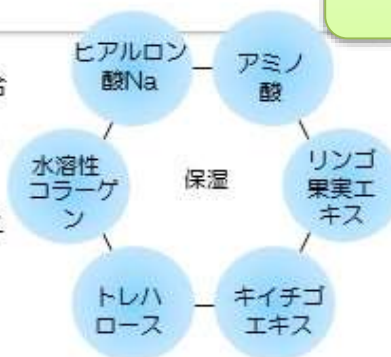 ヒアルロン
酸Na
アミノ
酸
水溶性
コラーゲ
ン
保湿
リンゴ
果実エ
キス
トレハ
ロース
キイチゴ
エキス